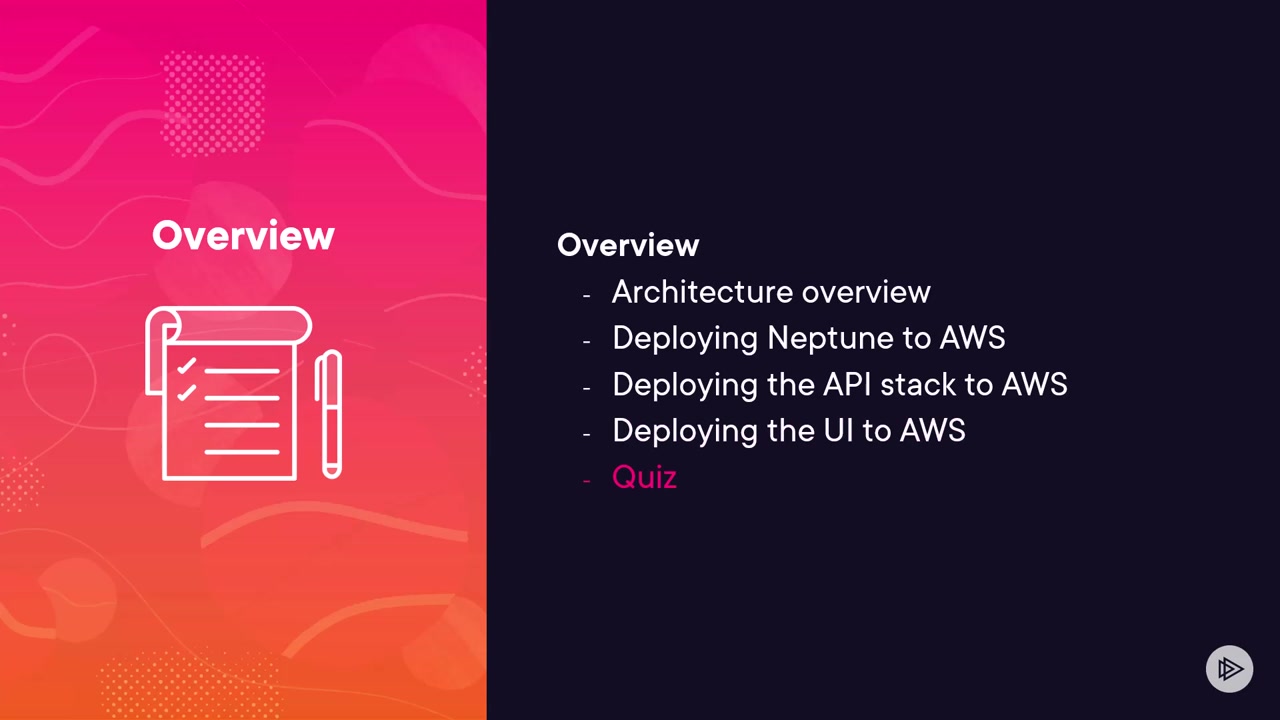 Overview
Overview
- Architecture overview
- Deploying Neptune to AWS
- Deploying the API stack to AWS
- Deploying the UI to AWS
- Quiz